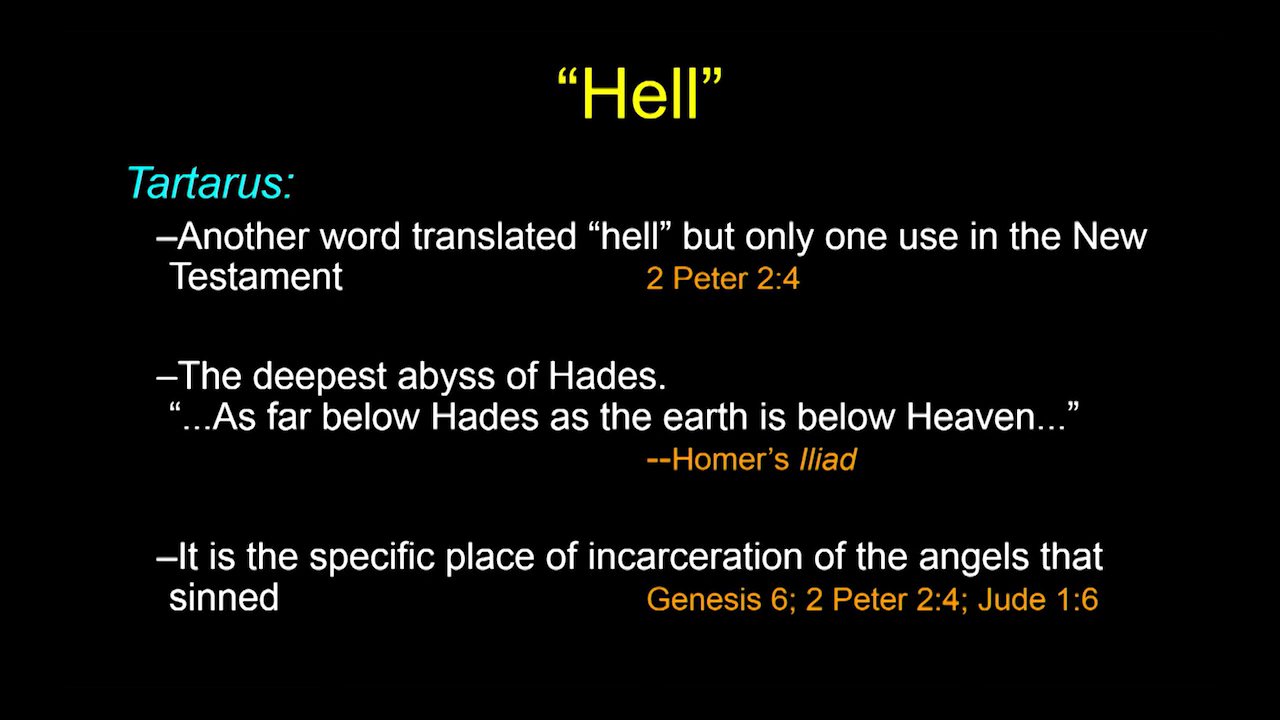 “Hell”
Tartarus:
–Another word translated “hell” but only one use in the New
Testament 2 Peter 2:4
–The deepest abyss of Hades.
“...As far below Hades as the earth is below Heaven...”
--Homer’s Iliad
–It is the specific place of incarceration of the angels that
sinned Genesis 6; 2 Peter 2:4; Jude 1:6